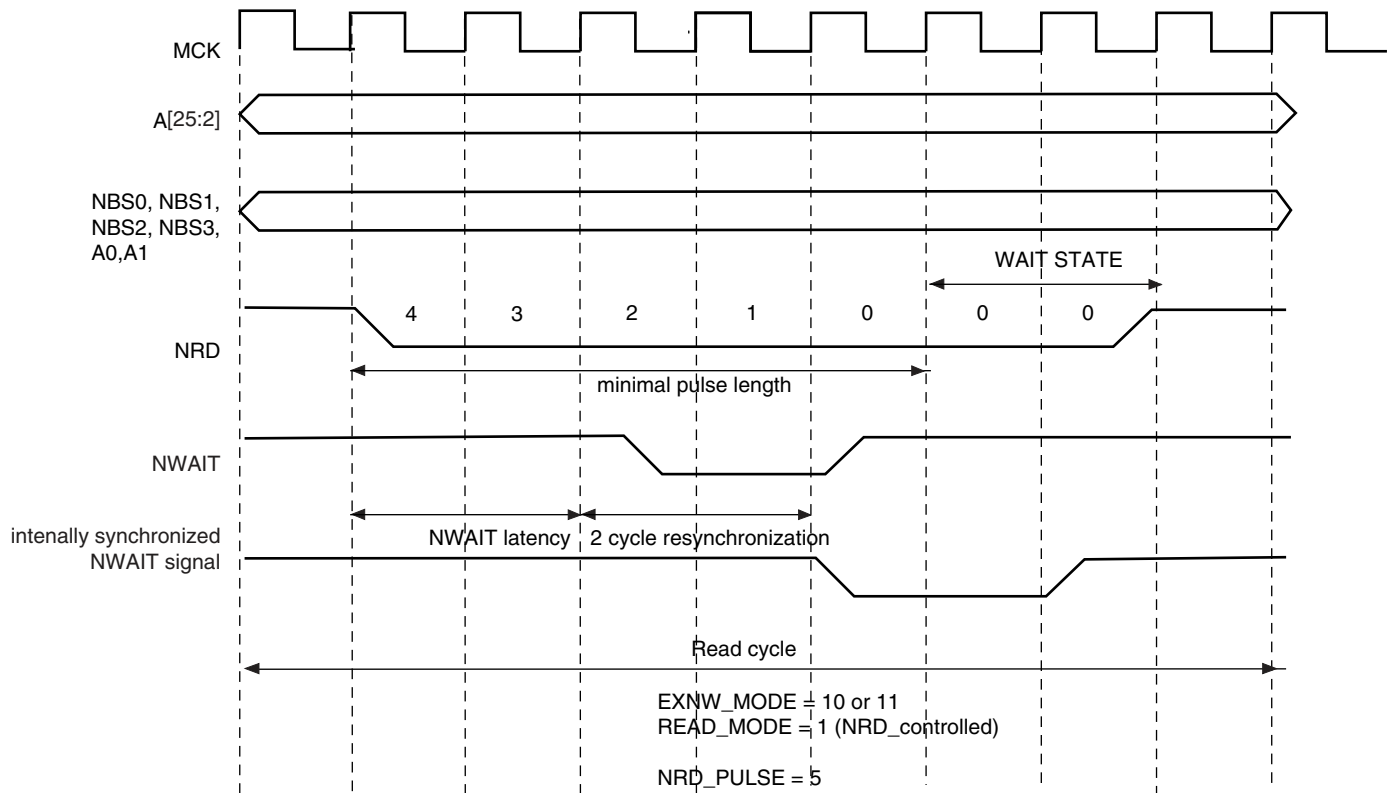 MCK
A[25:2]
NBS0, NBS1,
NBS2, NBS3,
A0,A1
WAIT STATE
4 3 2 1 0 0 0
NRD
minimal pulse length
NWAIT
intenally synchronized
NWAIT signal
NWAIT latency 2 cycle resynchronization
Read cycle
EXNW_MODE = 10 or 11
READ_MODE = 1 (NRD_controlled)
NRD_PULSE = 5